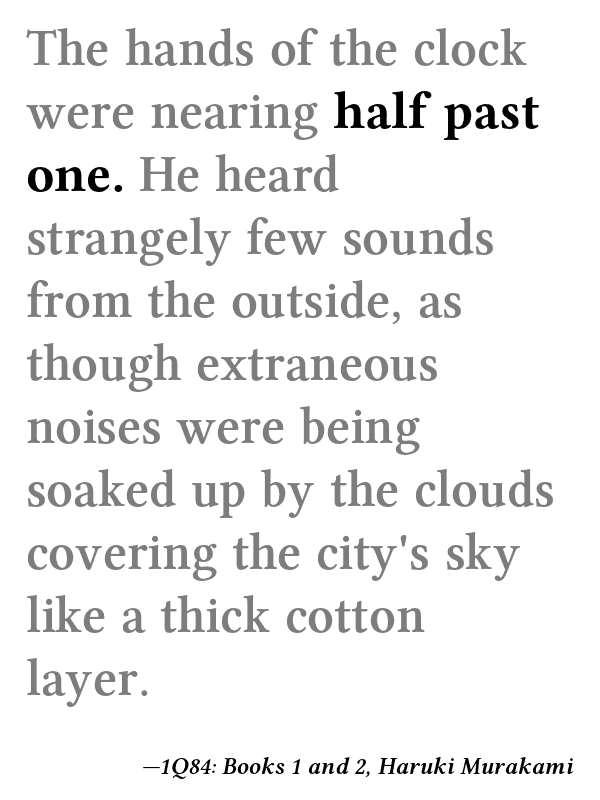 The hands of the clock
were nearing half past
one. He heard
strangely few sounds
from the outside, as
though extraneous
noises were being
soaked up by the clouds
covering the city's sky
like a thick cotton
layer.
—1Q84: Books 1 and 2, Haruki Murakami